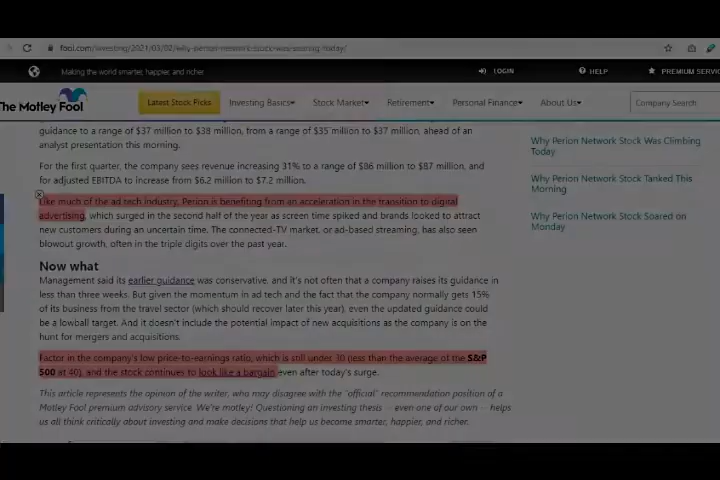 fool.com/investing/2021/03/02/why-perion-network-stock-was-soaring-today/
Making the world smarter, happier, and richer.
LOGIN
HELP
PREMIUM SERVIC
The Motley Fool
Latest Stock Picks
Investing Basics
Stock Market
Retirement
Personal Finance
About Us
Company Search
guidance to a range of $37 million to $38 million, from a range of $35 million to $37 million, ahead of an
analyst presentation this morning.
For the first quarter, the company sees revenue increasing 31% to a range of $86 million to $87 million, and
for adjusted EBITDA to increase from $6.2 million to $7.2 million.
Like much of the ad tech industry, Perion is benefiting from an acceleration in the transition to digital
advertising, which surged in the second half of the year as screen time spiked and brands looked to attract
new customers during an uncertain time. The connected-TV market, or ad-based streaming, has also seen
blowout growth, often in the triple digits over the past year.
Now what
Management said its earlier guidance was conservative, and it's not often that a company raises its guidance in
less than three weeks. But given the momentum in ad tech and the fact that the company normally gets 15%
of its business from the travel sector (which should recover later this year), even the updated guidance could
be a lowball target. And it doesn't include the potential impact of new acquisitions as the company is on the
hunt for mergers and acquisitions.
Factor in the company's low price-to-earnings ratio, which is still under 30 (less than the average of the S&P
500 at 40), and the stock continues to look like a bargain even after today's surge.
This article represents the opinion of the writer, who may disagree with the "official" recommendation position of a
Motley Fool premium advisory service. We're motley! Questioning an investing thesis -- even one of our own -- helps
us all think critically about investing and make decisions that help us become smarter, happier, and richer.
Why Perion Network Stock Was Climbing
Today
Why Perion Network Stock Tanked This
Morning
Why Perion Network Stock Soared on
Monday